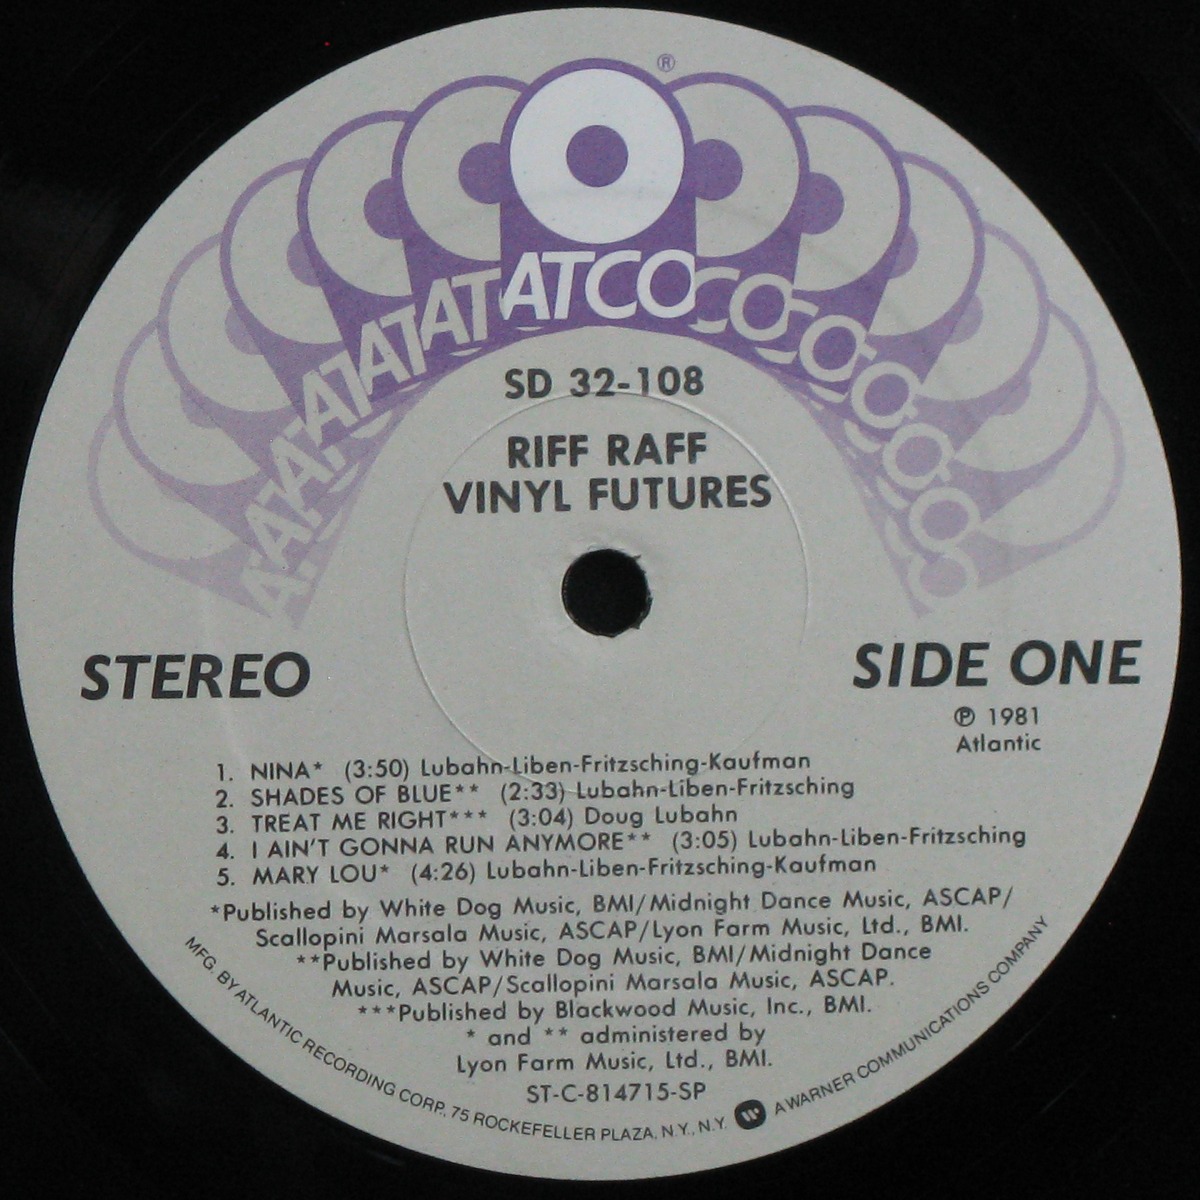 ®
ATATATATATATCOCOCOCOCOCO
SD 32-108
RIFF RAFF
VINYL FUTURES
STEREO
SIDE ONE
℗ 1981
Atlantic
1. NINA* (3:50) Lubahn-Liben-Fritzsching-Kaufman
2. SHADES OF BLUE** (2:33) Lubahn-Liben-Fritzsching
3. TREAT ME RIGHT*** (3:04) Doug Lubahn
4. I AIN'T GONNA RUN ANYMORE** (3:05) Lubahn-Liben-Fritzsching
5. MARY LOU* (4:26) Lubahn-Liben-Fritzsching-Kaufman
*Published by White Dog Music, BMI/Midnight Dance Music, ASCAP/
Scallopini Marsala Music, ASCAP/Lyon Farm Music, Ltd., BMI.
**Published by White Dog Music, BMI/Midnight Dance
Music, ASCAP/Scallopini Marsala Music, ASCAP.
***Published by Blackwood Music, Inc., BMI.
* and ** administered by
Lyon Farm Music, Ltd., BMI.
ST-C-814715-SP
MFG. BY ATLANTIC RECORDING CORP., 75 ROCKEFELLER PLAZA, N.Y., N.Y. W A WARNER COMMUNICATIONS COMPANY